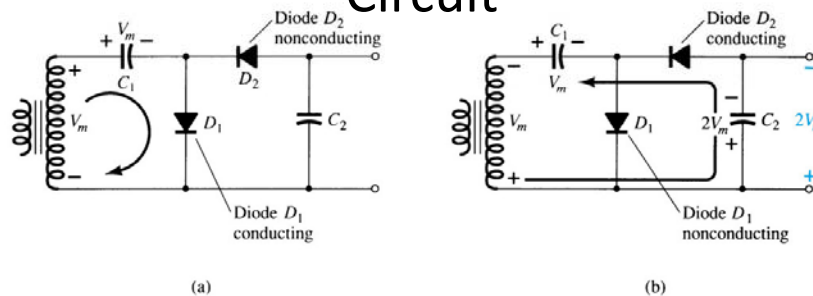 Circuit
Diode D₂
nonconducting
+ Vₘ −
C₁
D₂
+
Vₘ
−
D₁
C₂
Diode D₁
conducting
(a)
Diode D₂
conducting
C₁
+ −
Vₘ
−
Vₘ
+
D₁
−
2Vₘ
+
C₂
−
+
Diode D₁
nonconducting
(b)